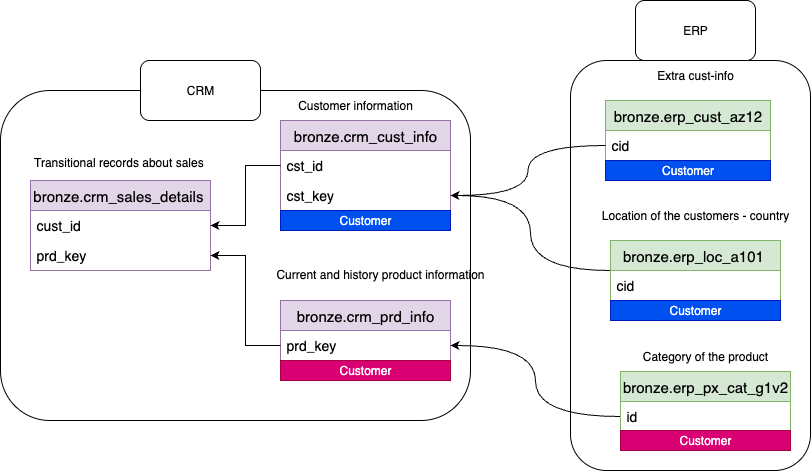 CRM
Customer information
bronze.crm_cust_info
cst_id
cst_key
Customer
Transitional records about sales
bronze.crm_sales_details
cust_id
prd_key
Current and history product information
bronze.crm_prd_info
prd_key
Customer
ERP
Extra cust-info
bronze.erp_cust_az12
cid
Customer
Location of the customers - country
bronze.erp_loc_a101
cid
Customer
Category of the product
bronze.erp_px_cat_g1v2
id
Customer